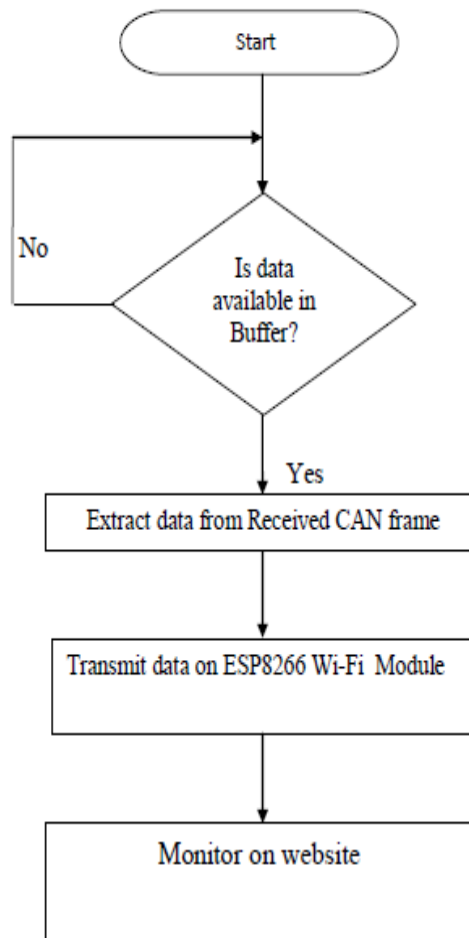 Start
No
Is data
available in
Buffer?
Yes
Extract data from Received CAN frame
Transmit data on ESP8266 Wi-Fi Module
Monitor on website